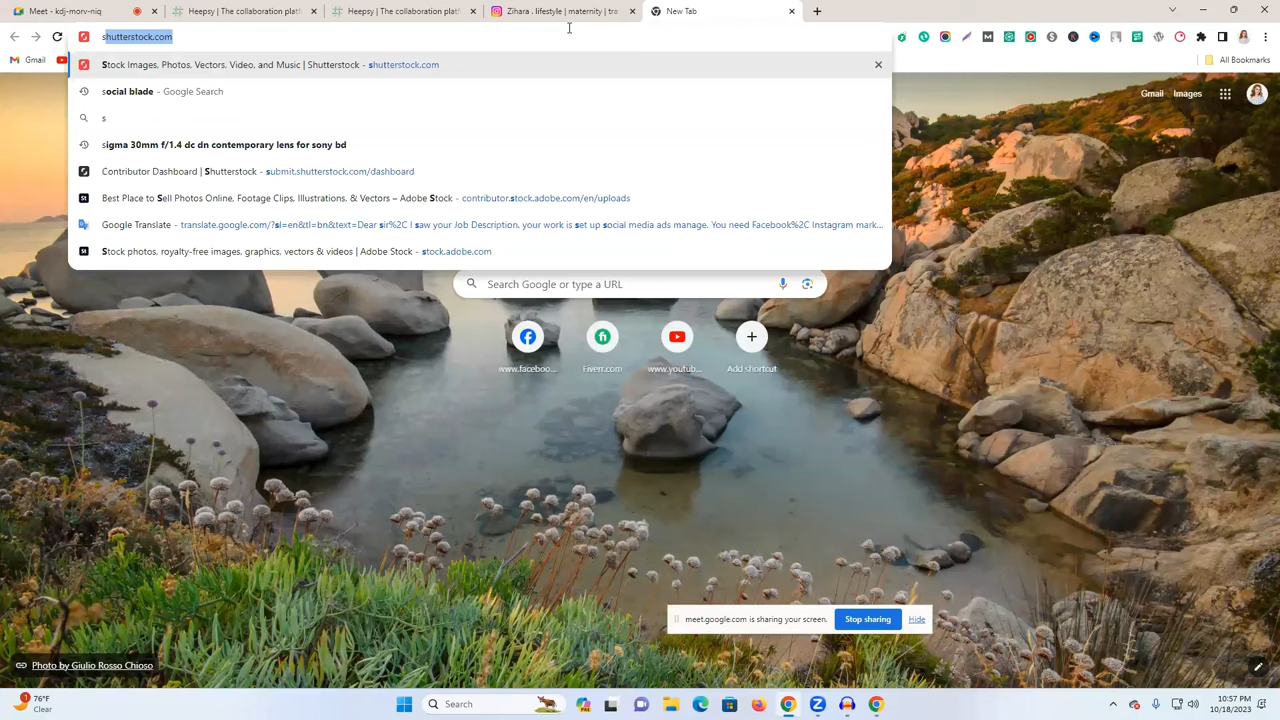 Meet - kdj-morv-niq
Heepsy | The collaboration platf
Heepsy | The collaboration platf
Zihara . lifestyle | maternity | tra
New Tab
shutterstock.com
Gmail
All Bookmarks
Stock Images, Photos, Vectors, Video, and Music | Shutterstock - shutterstock.com
social blade - Google Search
s
sigma 30mm f/1.4 dc dn contemporary lens for sony bd
Contributor Dashboard | Shutterstock - submit.shutterstock.com/dashboard
Best Place to Sell Photos Online, Footage Clips, Illustrations, & Vectors – Adobe Stock - contributor.stock.adobe.com/en/uploads
Google Translate - translate.google.com/?sl=en&tl=bn&text=Dear sir%2C I saw your Job Description, your work is set up social media ads manage. You need Facebook%2C Instagram mark...
Stock photos, royalty-free images, graphics, vectors & videos | Adobe Stock - stock.adobe.com
Gmail Images
Search Google or type a URL
www.faceboo... Fiverr.com www.youtub... Add shortcut
meet.google.com is sharing your screen. Stop sharing Hide
Photo by Giulio Rosso Chioso
1
76°F
Clear
Search
10:57 PM
10/18/2023